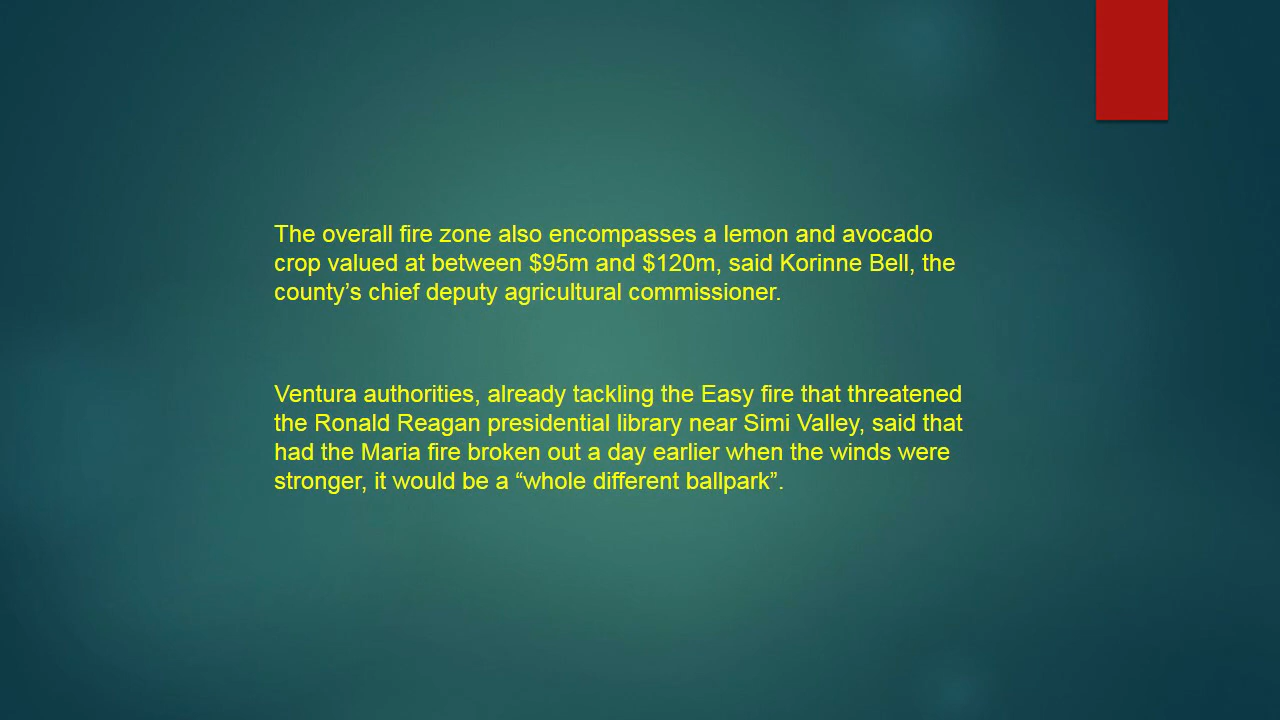 The overall fire zone also encompasses a lemon and avocado
crop valued at between $95m and $120m, said Korinne Bell, the
county’s chief deputy agricultural commissioner.
Ventura authorities, already tackling the Easy fire that threatened
the Ronald Reagan presidential library near Simi Valley, said that
had the Maria fire broken out a day earlier when the winds were
stronger, it would be a “whole different ballpark”.